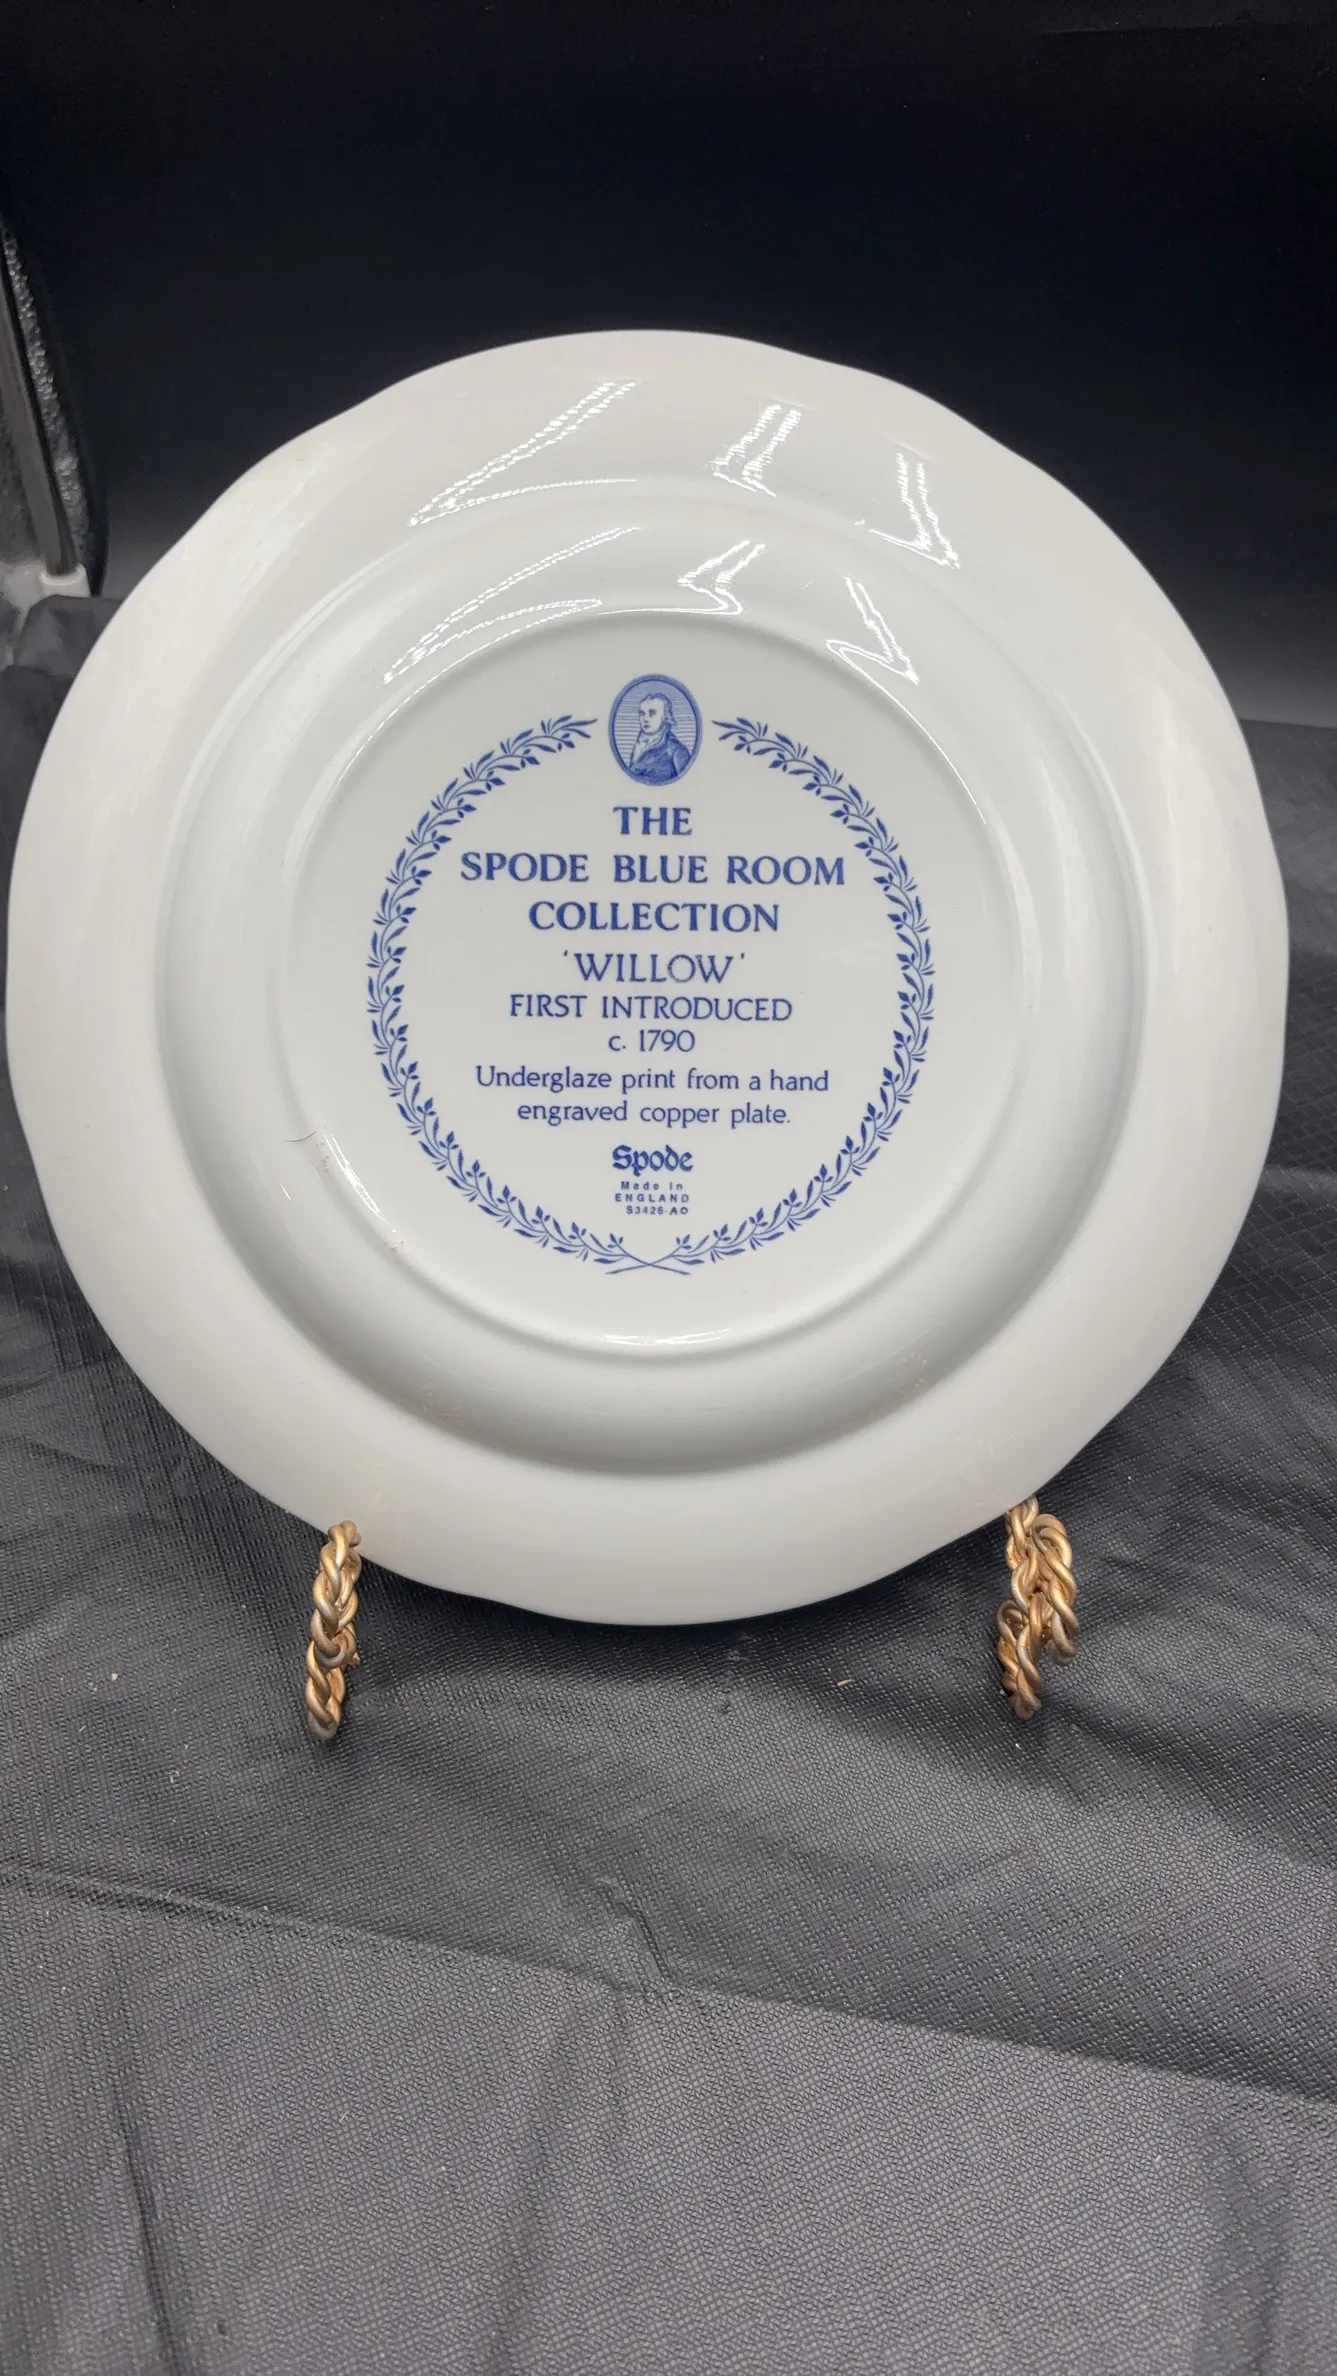 THE
SPODE BLUE ROOM
COLLECTION
'WILLOW'
FIRST INTRODUCED
c. 1790
Underglaze print from a hand
engraved copper plate.
Spode
Made in
ENGLAND
S3426-AO